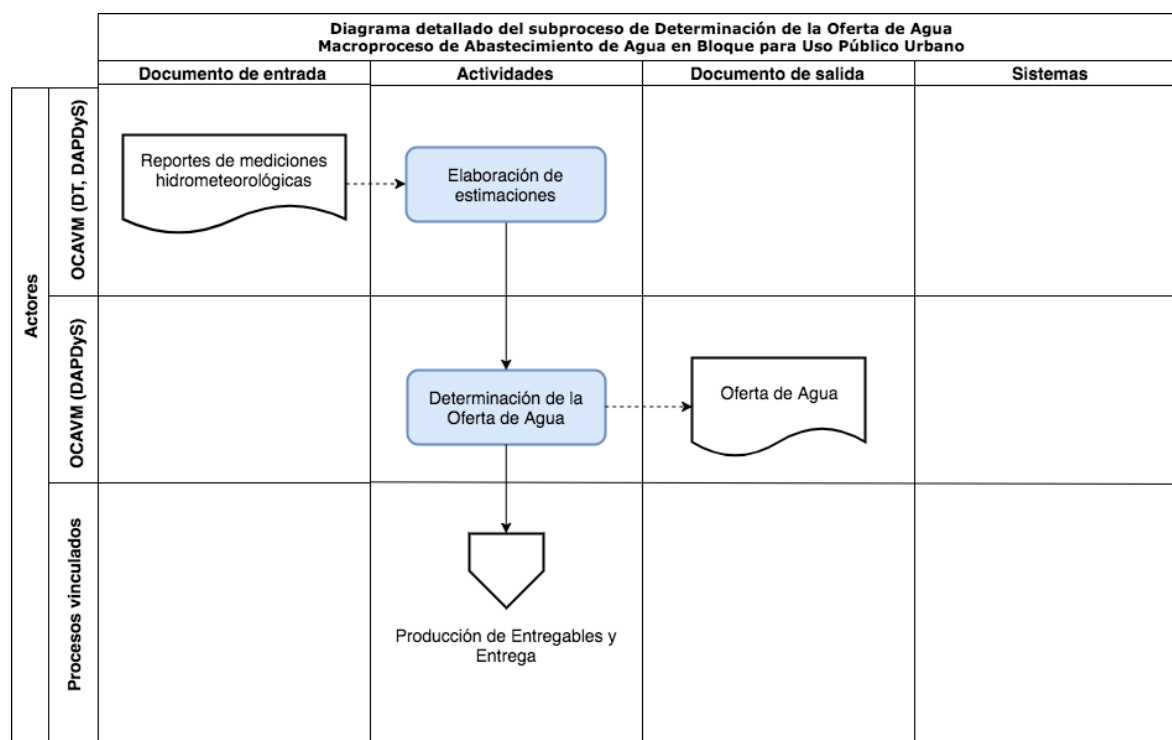 Diagrama detallado del subproceso de Determinación de la Oferta de Agua
Macroproceso de Abastecimiento de Agua en Bloque para Uso Público Urbano
Documento de entrada
Actividades
Documento de salida
Sistemas
Actores
OCAVM (DT, DAPDyS)
Reportes de mediciones
hidrometeorológicas
Elaboración de
estimaciones
OCAVM (DAPDyS)
Determinación de la
Oferta de Agua
Oferta de Agua
Procesos vinculados
Producción de Entregables y
Entrega